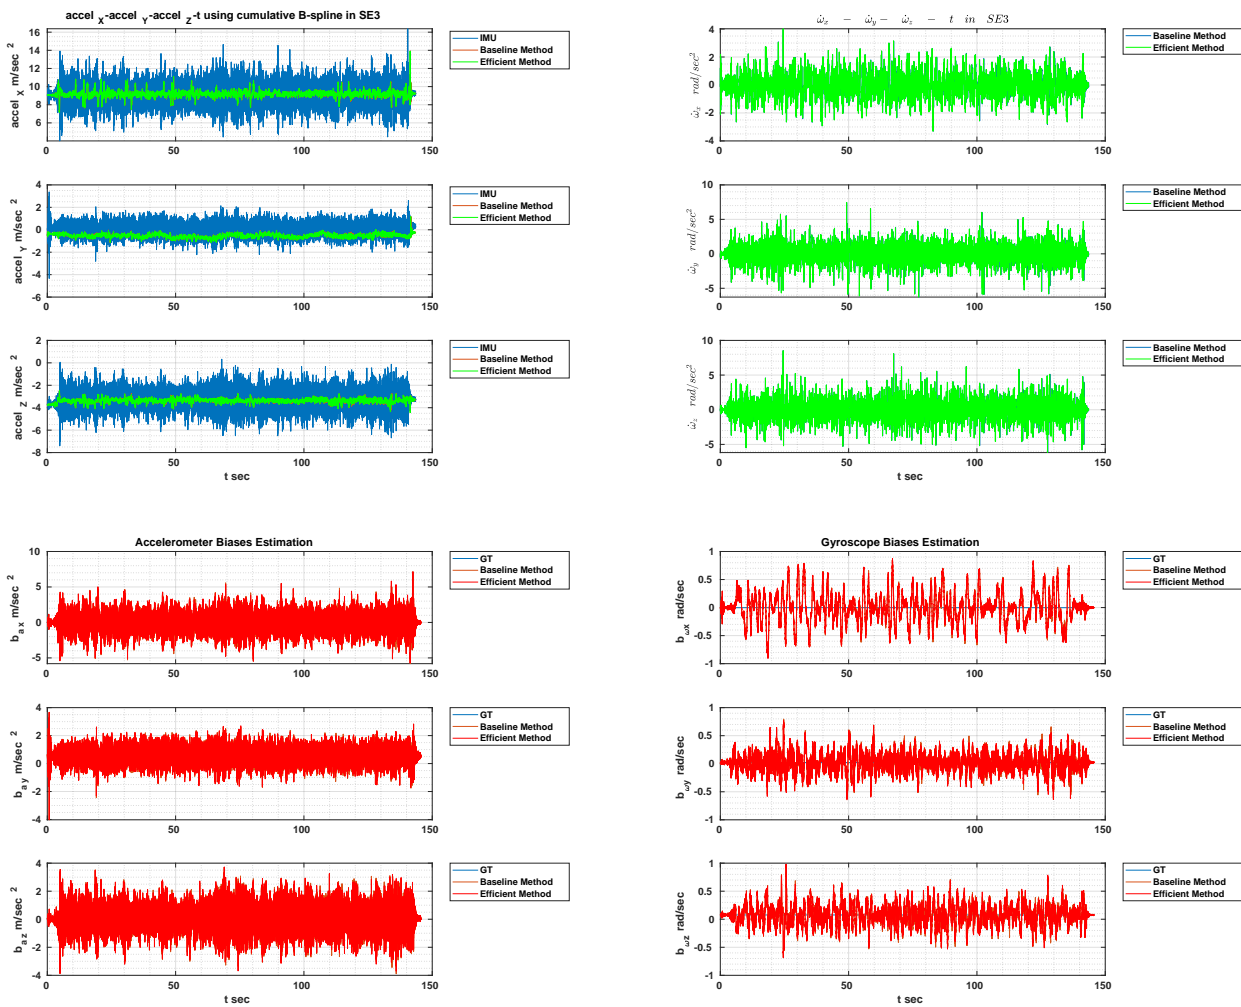 accel X-accel Y-accel Z-t using cumulative B-spline in SE3
accel X m/sec 2
16
14
12
10
8
6
0
50
100
150
IMU
Baseline Method
Efficient Method
accel Y m/sec 2
4
2
0
-2
-4
-6
0
50
100
150
IMU
Baseline Method
Efficient Method
accel Z m/sec 2
2
0
-2
-4
-6
-8
0
50
100
150
t sec
IMU
Baseline Method
Efficient Method
ω̇x - ω̇y - ω̇z - t in SE3
ω̇x rad/sec2
4
2
0
-2
-4
0
50
100
150
Baseline Method
Efficient Method
ω̇y rad/sec2
10
5
0
-5
0
50
100
150
Baseline Method
Efficient Method
ω̇z rad/sec2
10
5
0
-5
0
50
100
150
t sec
Baseline Method
Efficient Method
Accelerometer Biases Estimation
b ax m/sec 2
10
5
0
-5
0
50
100
150
GT
Baseline Method
Efficient Method
b ay m/sec 2
4
2
0
-2
-4
0
50
100
150
GT
Baseline Method
Efficient Method
b az m/sec 2
4
2
0
-2
-4
0
50
100
150
t sec
GT
Baseline Method
Efficient Method
Gyroscope Biases Estimation
b ωx rad/sec
1
0.5
0
-0.5
-1
0
50
100
150
GT
Baseline Method
Efficient Method
b ωy rad/sec
1
0.5
0
-0.5
-1
0
50
100
150
GT
Baseline Method
Efficient Method
b ωz rad/sec
1
0.5
0
-0.5
-1
0
50
100
150
t sec
GT
Baseline Method
Efficient Method